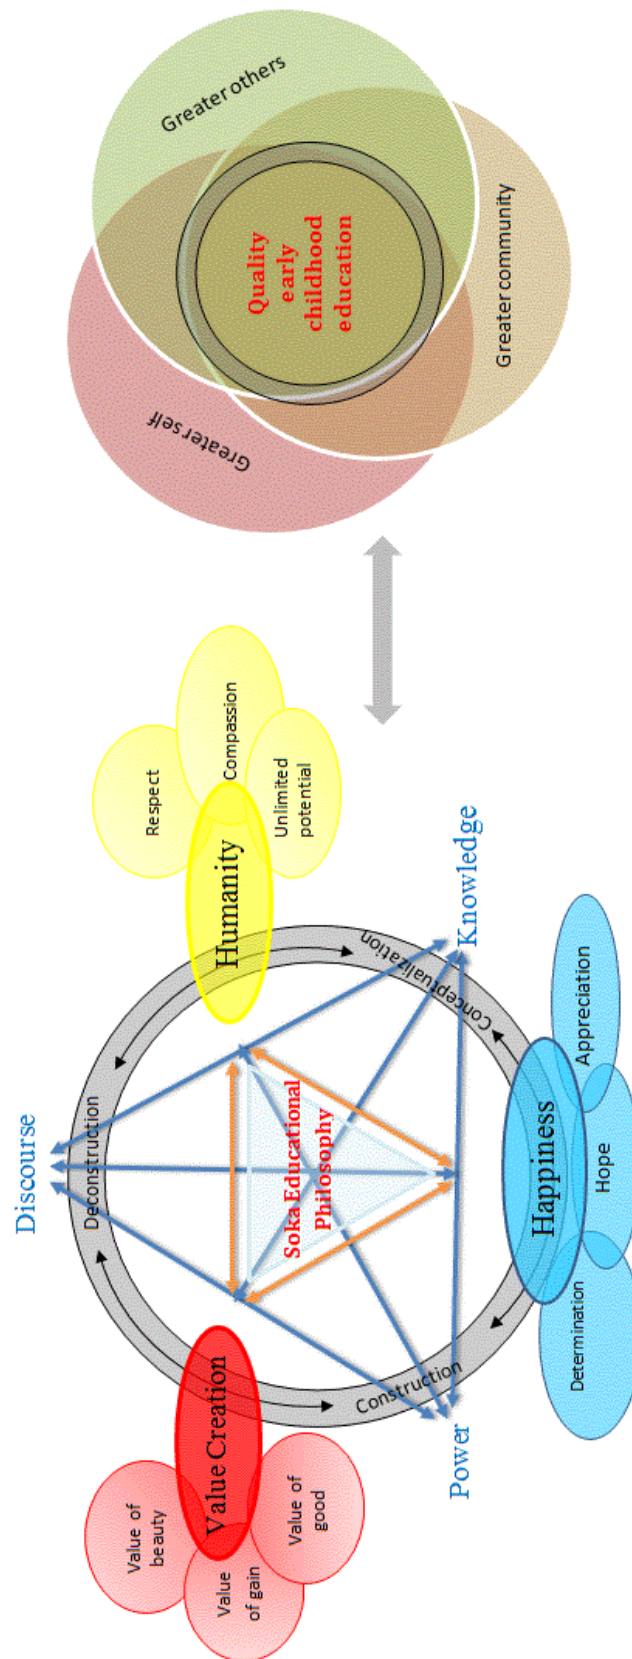 Discourse
Deconstruction
Value Creation
Value of
beauty
Value
of gain
Value of
good
Humanity
Respect
Compassion
Unlimited
potential
Soka Educational
Philosophy
Construction
Conceptualization
Power
Knowledge
Happiness
Determination
Hope
Appreciation
Greater self
Greater others
Greater community
Quality
early
childhood
education